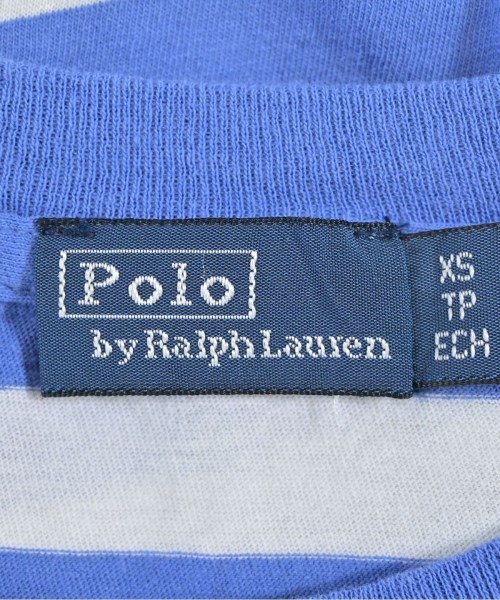 Polo
by Ralph Lauren
XS
TP
ECH